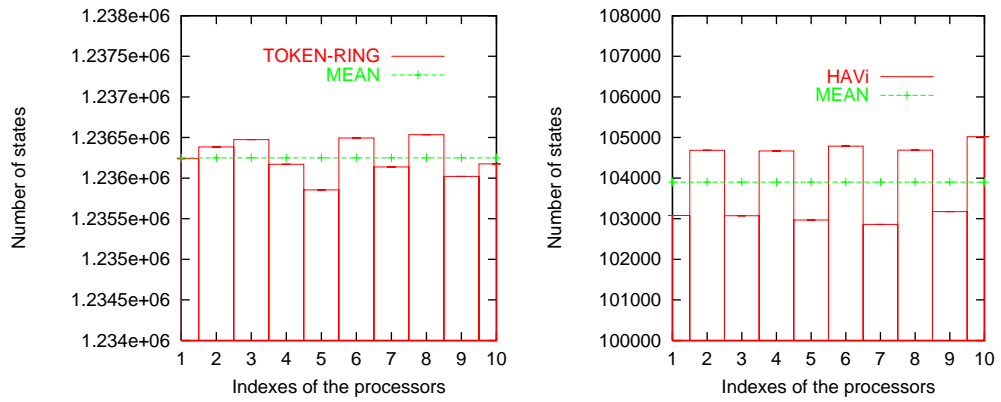 1.238e+06
1.2375e+06
1.237e+06
1.2365e+06
1.236e+06
1.2355e+06
1.235e+06
1.2345e+06
1.234e+06
Number of states
TOKEN-RING
MEAN
1 2 3 4 5 6 7 8 9 10
Indexes of the processors
108000
107000
106000
105000
104000
103000
102000
101000
100000
Number of states
HAVi
MEAN
1 2 3 4 5 6 7 8 9 10
Indexes of the processors